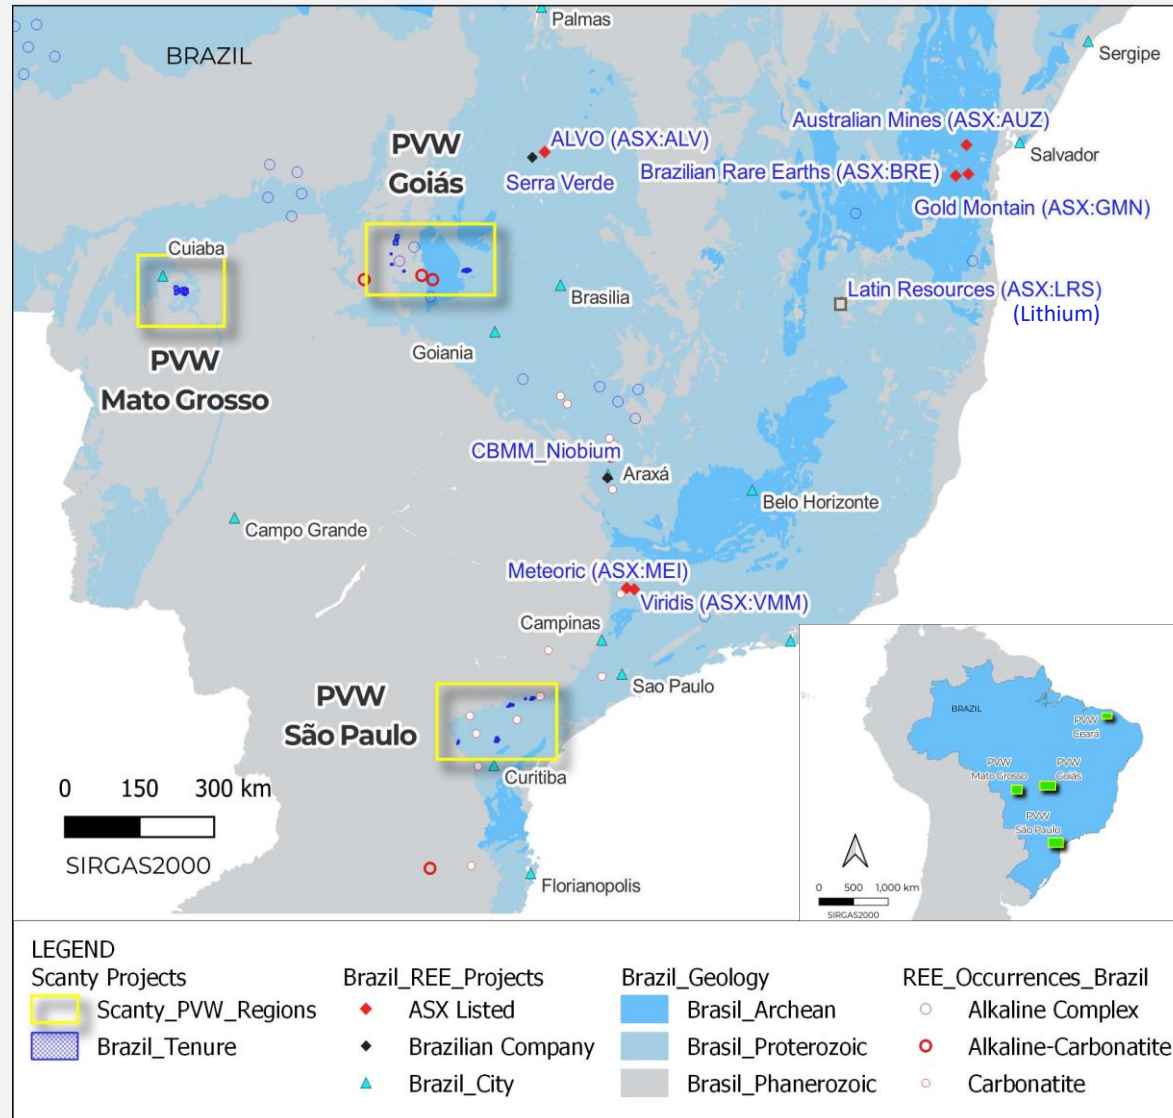 Palmas
BRAZIL
Sergipe
Australian Mines (ASX:AUZ)
PVW
Goiás
ALVO (ASX:ALV)
Salvador
Serra Verde
Brazilian Rare Earths (ASX:BRE)
Gold Montain (ASX:GMN)
Cuiaba
Brasilia
Latin Resources (ASX:LRS)
(Lithium)
Goiania
PVW
Mato Grosso
CBMM_Niobium
Araxá
Belo Horizonte
Campo Grande
Meteoric (ASX:MEI)
Viridis (ASX:VMM)
Campinas
Sao Paulo
PVW
São Paulo
Curitiba
0 150 300 km
SIRGAS2000
Florianopolis
BRAZIL
PVW
Ceará
PVW
Mato Grosso
PVW
Goiás
PVW
São Paulo
0 500 1,000 km
SIRGAS2000
LEGEND
Scanty Projects
Scanty_PVW_Regions
Brazil_Tenure
Brazil_REE_Projects
ASX Listed
Brazilian Company
Brazil_City
Brazil_Geology
Brasil_Archean
Brasil_Proterozoic
Brasil_Phanerozoic
REE_Occurrences_Brazil
Alkaline Complex
Alkaline-Carbonatite
Carbonatite